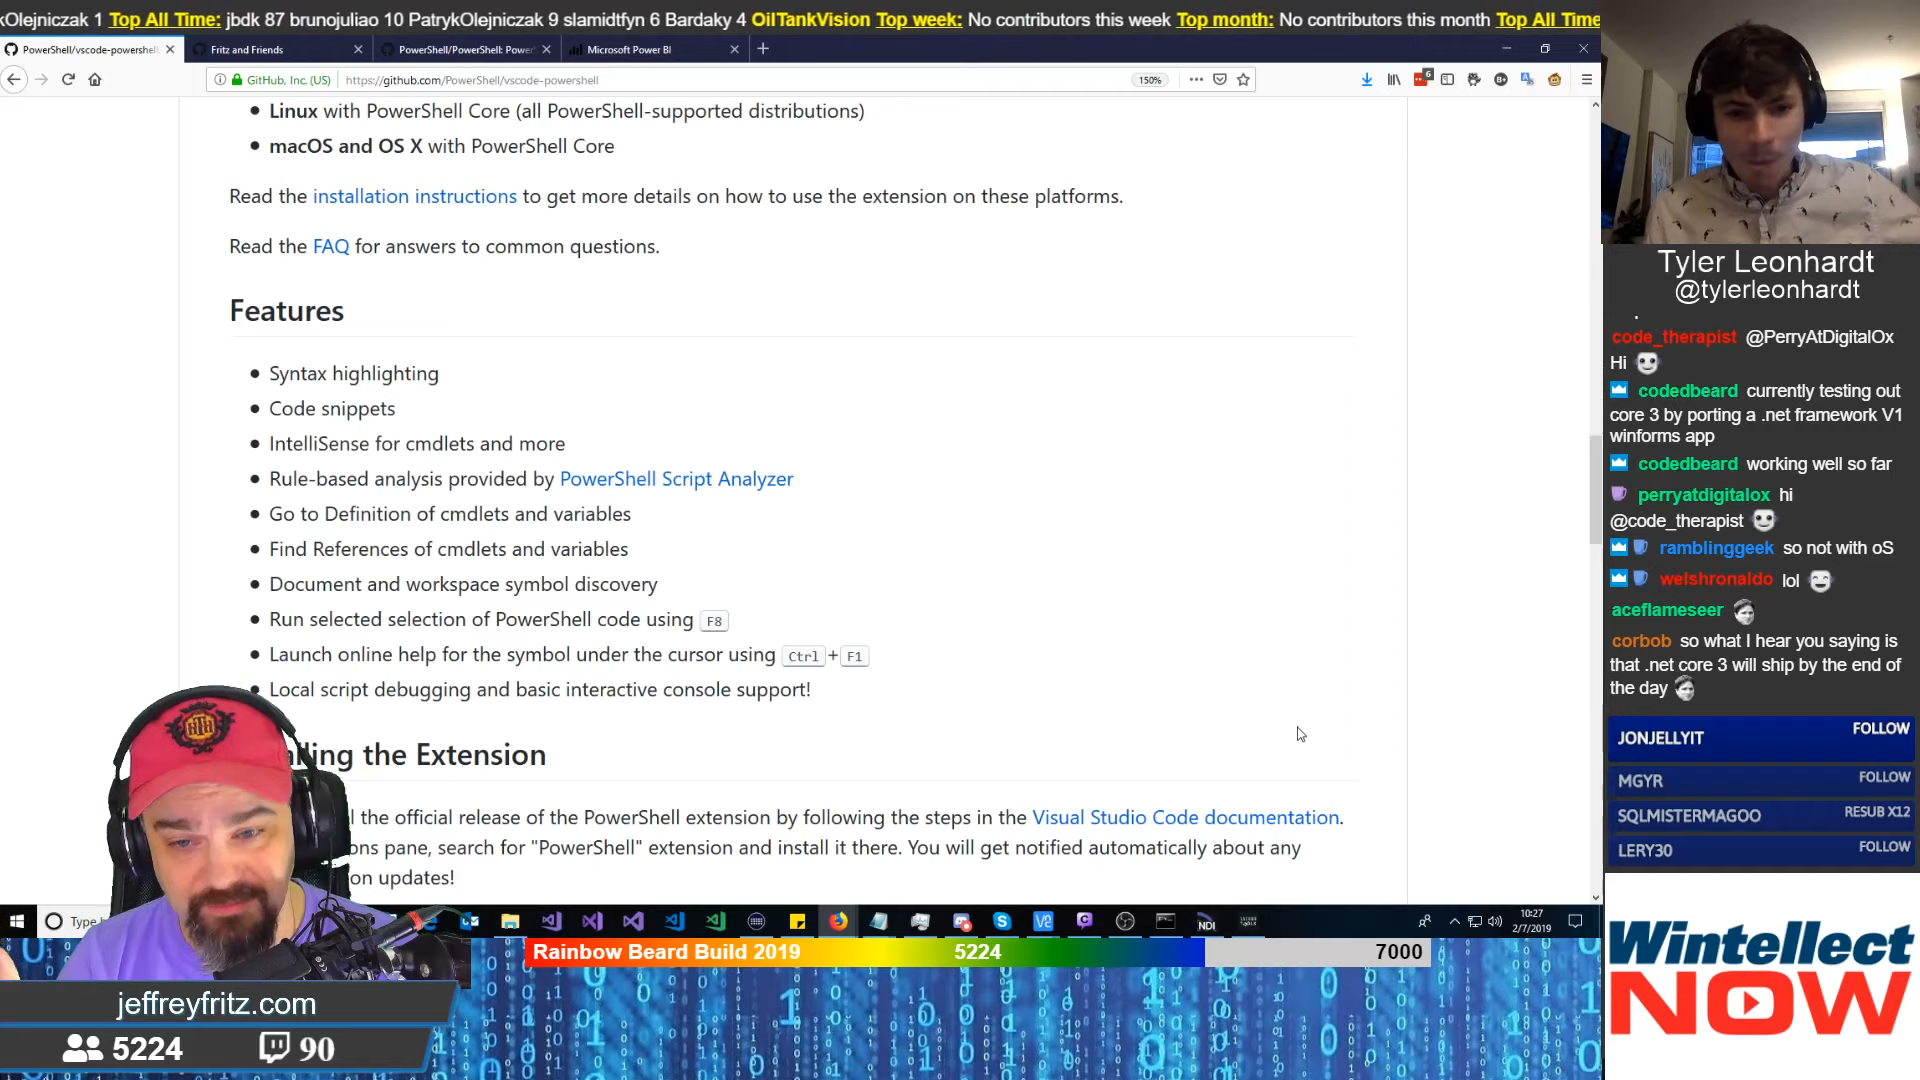 kOlejniczak 1 Top All Time: jbdk 87 brunojuliao 10 PatrykOlejniczak 9 slamidtfyn 6 Bardaky 4 OilTankVision Top week: No contributors this week Top month: No contributors this month Top All Time
PowerShell/vscode-powershell
Fritz and Friends
PowerShell/PowerShell: Power
Microsoft Power BI
GitHub, Inc. (US)
https://github.com/PowerShell/vscode-powershell
150%
6
Linux with PowerShell Core (all PowerShell-supported distributions)
macOS and OS X with PowerShell Core
Read the installation instructions to get more details on how to use the extension on these platforms.
Read the FAQ for answers to common questions.
Features
Syntax highlighting
Code snippets
IntelliSense for cmdlets and more
Rule-based analysis provided by PowerShell Script Analyzer
Go to Definition of cmdlets and variables
Find References of cmdlets and variables
Document and workspace symbol discovery
Run selected selection of PowerShell code using F8
Launch online help for the symbol under the cursor using Ctrl + F1
Local script debugging and basic interactive console support!
alling the Extension
the official release of the PowerShell extension by following the steps in the Visual Studio Code documentation.
ons pane, search for "PowerShell" extension and install it there. You will get notified automatically about any
on updates!
Type
NDI
10:27
2/7/2019
Tyler Leonhardt
@tylerleonhardt
code_therapist @PerryAtDigitalOx
Hi
codedbeard currently testing out
core 3 by porting a .net framework V1
winforms app
codedbeard working well so far
perryatdigitalox hi
@code_therapist
ramblinggeek so not with oS
welshronaldo lol
aceflameseer
corbob so what I hear you saying is
that .net core 3 will ship by the end of
the day
JONJELLYIT FOLLOW
MGYR FOLLOW
SQLMISTERMAGOO RESUB X12
LERY30 FOLLOW
Wintellect
NOW
Rainbow Beard Build 2019 5224 7000
jeffreyfritz.com
5224 90